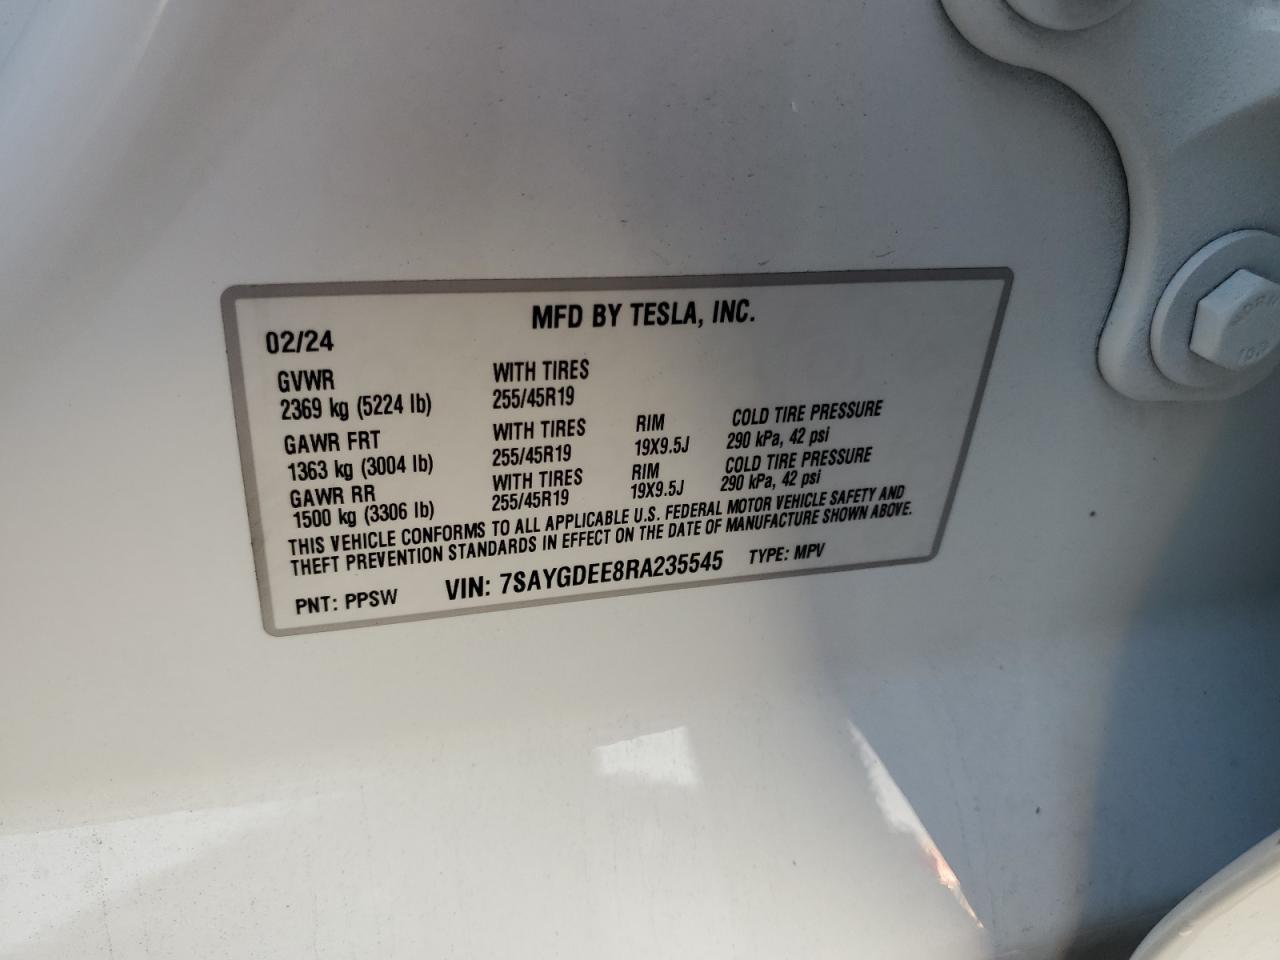 MFD BY TESLA, INC.
02/24
GVWR WITH TIRES
2369 kg (5224 lb) 255/45R19
GAWR FRT WITH TIRES RIM COLD TIRE PRESSURE
1363 kg (3004 lb) 255/45R19 19X9.5J 290 kPa, 42 psi
GAWR RR WITH TIRES RIM COLD TIRE PRESSURE
1500 kg (3306 lb) 255/45R19 19X9.5J 290 kPa, 42 psi
THIS VEHICLE CONFORMS TO ALL APPLICABLE U.S. FEDERAL MOTOR VEHICLE SAFETY AND
THEFT PREVENTION STANDARDS IN EFFECT ON THE DATE OF MANUFACTURE SHOWN ABOVE.
PNT: PPSW VIN: 7SAYGDEE8RA235545 TYPE: MPV